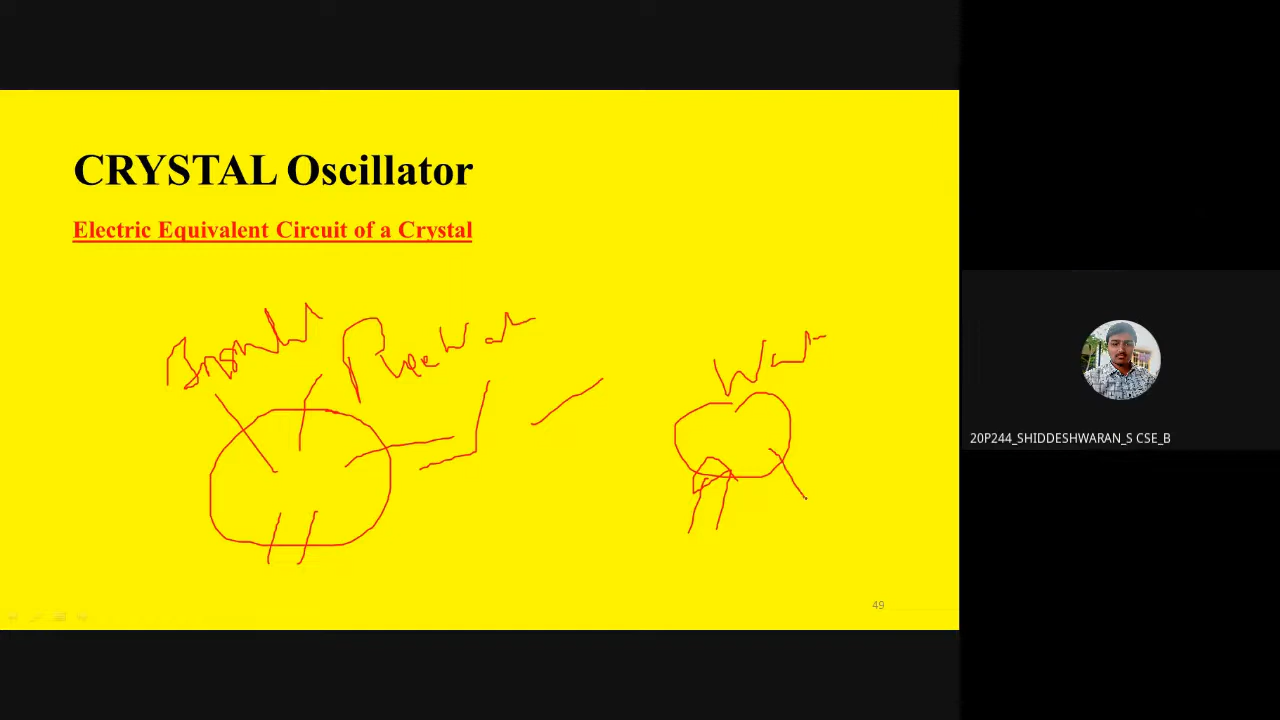 CRYSTAL Oscillator
Electric Equivalent Circuit of a Crystal
49
20P244_SHIDDESHWARAN_S CSE_B